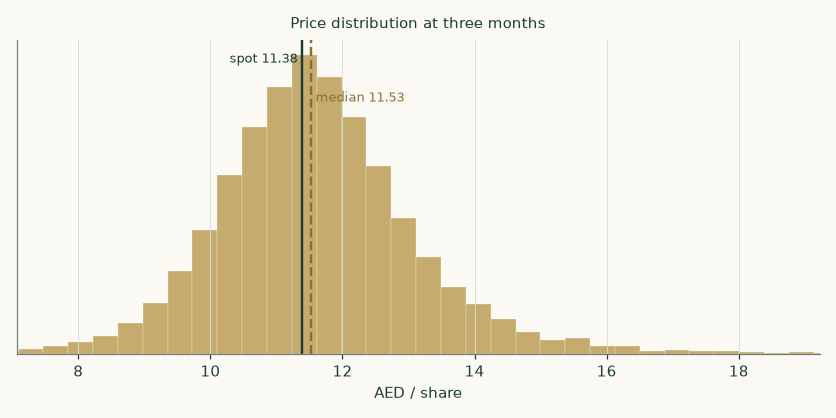 Price distribution at three months
spot 11.38
median 11.53
8 10 12 14 16 18
AED / share